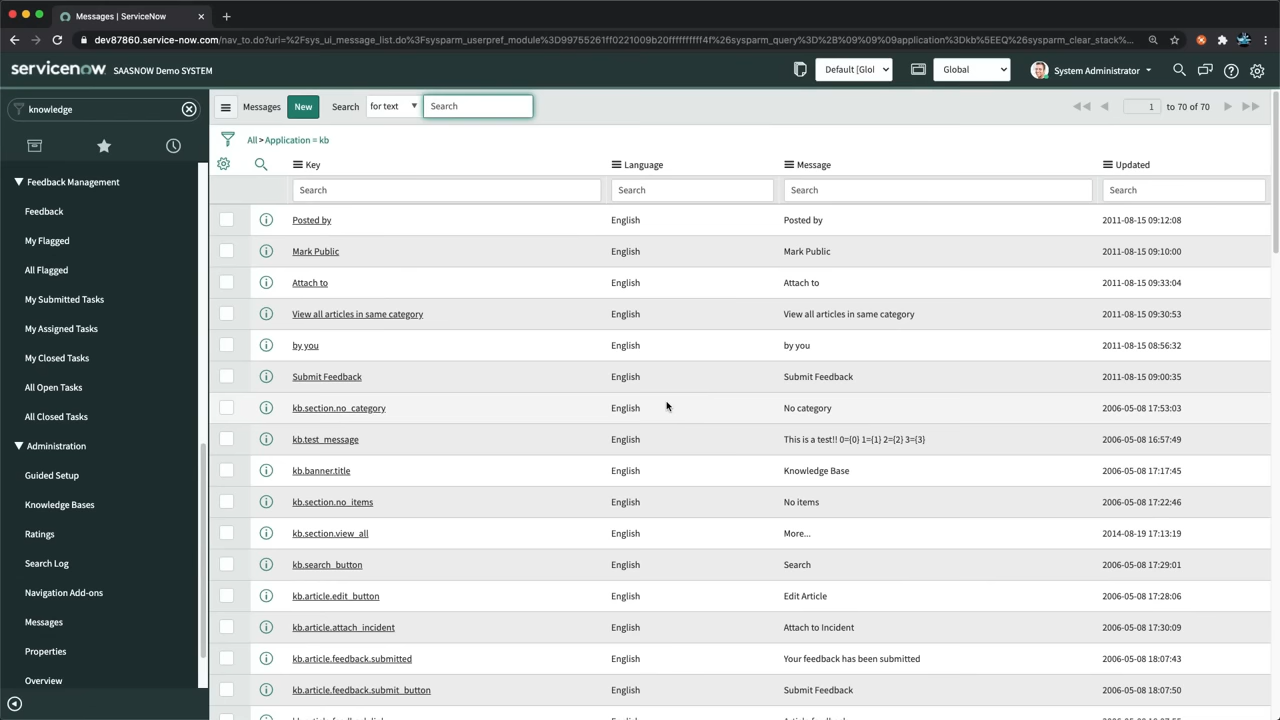 Messages | ServiceNow
dev87860.service-now.com/nav_to.do?uri=%2Fsys_ui_message_list.do%3Fsysparm_userpref_module%3D99755261ff0221009b20ffffffffff4f%26sysparm_query%3D%2B%09%09%09application%3Dkb%5EEQ%26sysparm_clear_stack%...
servicenow SAASNOW Demo SYSTEM
Default [Glol
Global
System Administrator
knowledge
Messages New Search for text Search
1 to 70 of 70
All > Application = kb
Key Language Message Updated
Search Search Search Search
Feedback Management
Feedback
My Flagged
All Flagged
My Submitted Tasks
My Assigned Tasks
My Closed Tasks
All Open Tasks
All Closed Tasks
Administration
Guided Setup
Knowledge Bases
Ratings
Search Log
Navigation Add-ons
Messages
Properties
Overview
Posted by English Posted by 2011-08-15 09:12:08
Mark Public English Mark Public 2011-08-15 09:10:00
Attach to English Attach to 2011-08-15 09:33:04
View all articles in same category English View all articles in same category 2011-08-15 09:30:53
by you English by you 2011-08-15 08:56:32
Submit Feedback English Submit Feedback 2011-08-15 09:00:35
kb.section.no_category English No category 2006-05-08 17:53:03
kb.test_message English This is a test!! 0={0} 1={1} 2={2} 3={3} 2006-05-08 16:57:49
kb.banner.title English Knowledge Base 2006-05-08 17:17:45
kb.section.no_items English No items 2006-05-08 17:22:46
kb.section.view_all English More... 2014-08-19 17:13:19
kb.search_button English Search 2006-05-08 17:29:01
kb.article.edit_button English Edit Article 2006-05-08 17:28:06
kb.article.attach_incident English Attach to Incident 2006-05-08 17:30:09
kb.article.feedback.submitted English Your feedback has been submitted 2006-05-08 18:07:43
kb.article.feedback.submit_button English Submit Feedback 2006-05-08 18:07:50